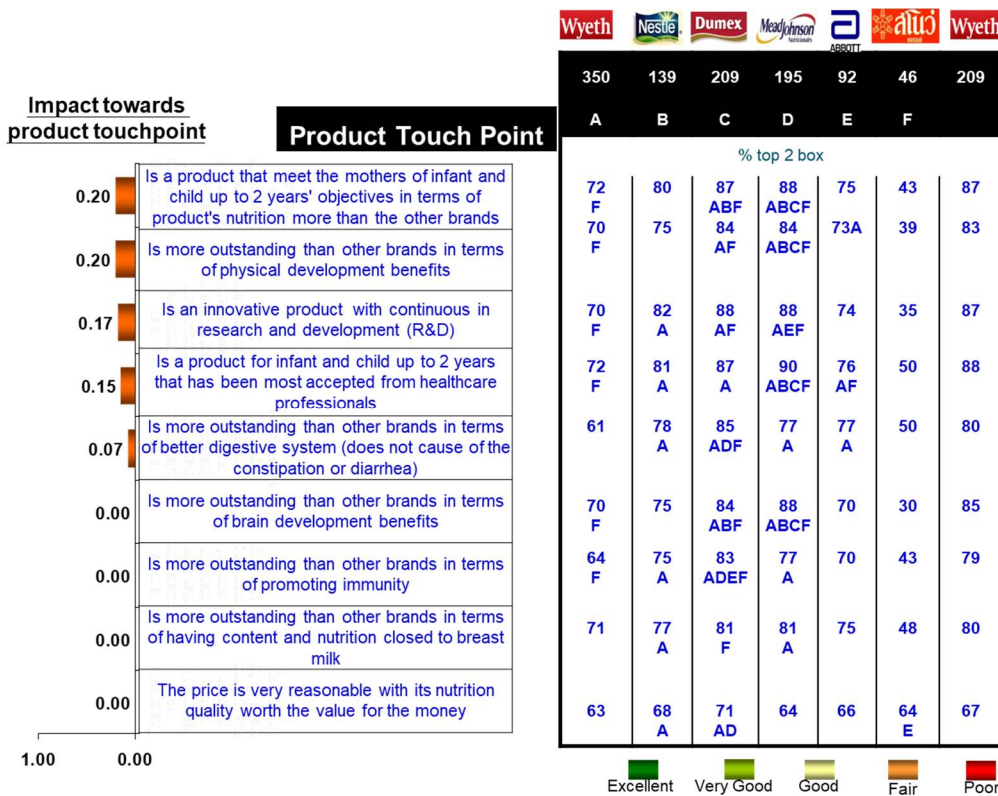 Wyeth Nestlé Dumex MeadJohnson Nutritionals ABBOTT Wyeth
350 139 209 195 92 46 209
A B C D E F
Impact towards
product touchpoint
Product Touch Point
% top 2 box
Is a product that meet the mothers of infant and
0.20 child up to 2 years' objectives in terms of
product's nutrition more than the other brands
72 80 87 88 75 43 87
F ABF ABCF
Is more outstanding than other brands in terms
0.20 of physical development benefits
70 75 84 84 73A 39 83
F AF ABCF
Is an innovative product with continuous in
0.17 research and development (R&D)
70 82 88 88 74 35 87
F A AF AEF
Is a product for infant and child up to 2 years
0.15 that has been most accepted from healthcare
professionals
72 81 87 90 76 50 88
F A A ABCF AF
Is more outstanding than other brands in terms
0.07 of better digestive system (does not cause of the
constipation or diarrhea)
61 78 85 77 77 50 80
A ADF A A
Is more outstanding than other brands in terms
0.00 of brain development benefits
70 75 84 88 70 30 85
F ABF ABCF
Is more outstanding than other brands in terms
0.00 of promoting immunity
64 75 83 77 70 43 79
F A ADEF A
Is more outstanding than other brands in terms
0.00 of having content and nutrition closed to breast
milk
71 77 81 81 75 48 80
A F A
The price is very reasonable with its nutrition
0.00 quality worth the value for the money
63 68 71 64 66 64 67
A AD E
1.00 0.00
Excellent Very Good Good Fair Poor